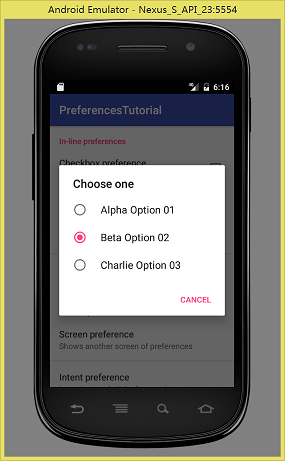 Android Emulator - Nexus_S_API_23:5554
6:16
PreferencesTutorial
In-line preferences
Checkbox preference
Choose one
Alpha Option 01
Beta Option 02
Charlie Option 03
CANCEL
Screen preference
Shows another screen of preferences
Intent preference